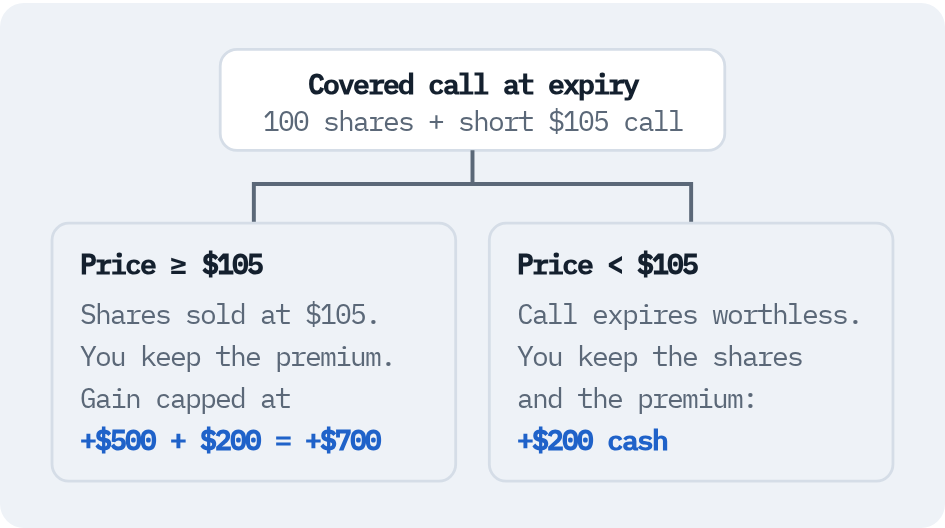 Covered call at expiry
100 shares + short $105 call
Price ≥ $105
Shares sold at $105.
You keep the premium.
Gain capped at
+$500 + $200 = +$700
Price < $105
Call expires worthless.
You keep the shares
and the premium:
+$200 cash